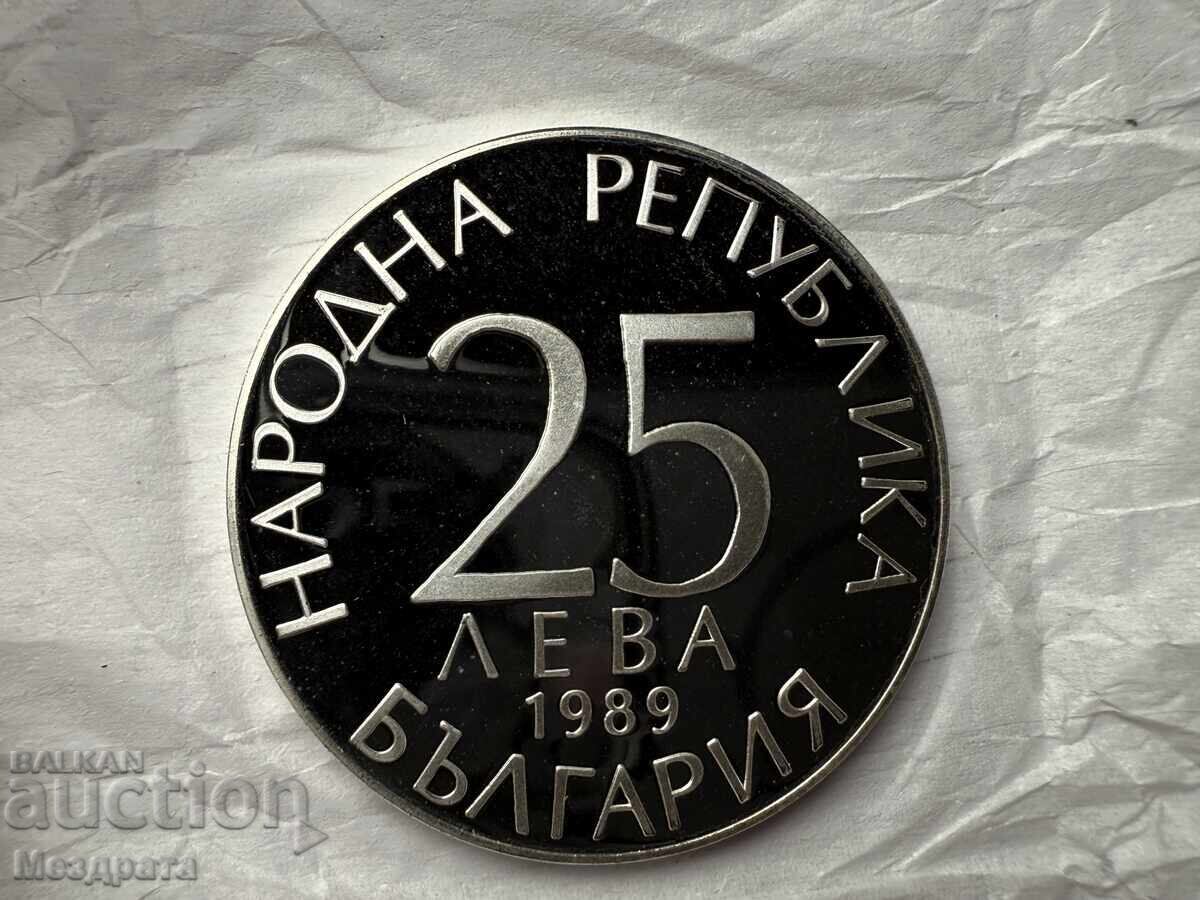 НАРОДНА РЕПУБЛИКА
25
ЛЕВА
1989
БЪЛГАРИЯ
BALKAN
auction
Мездрата